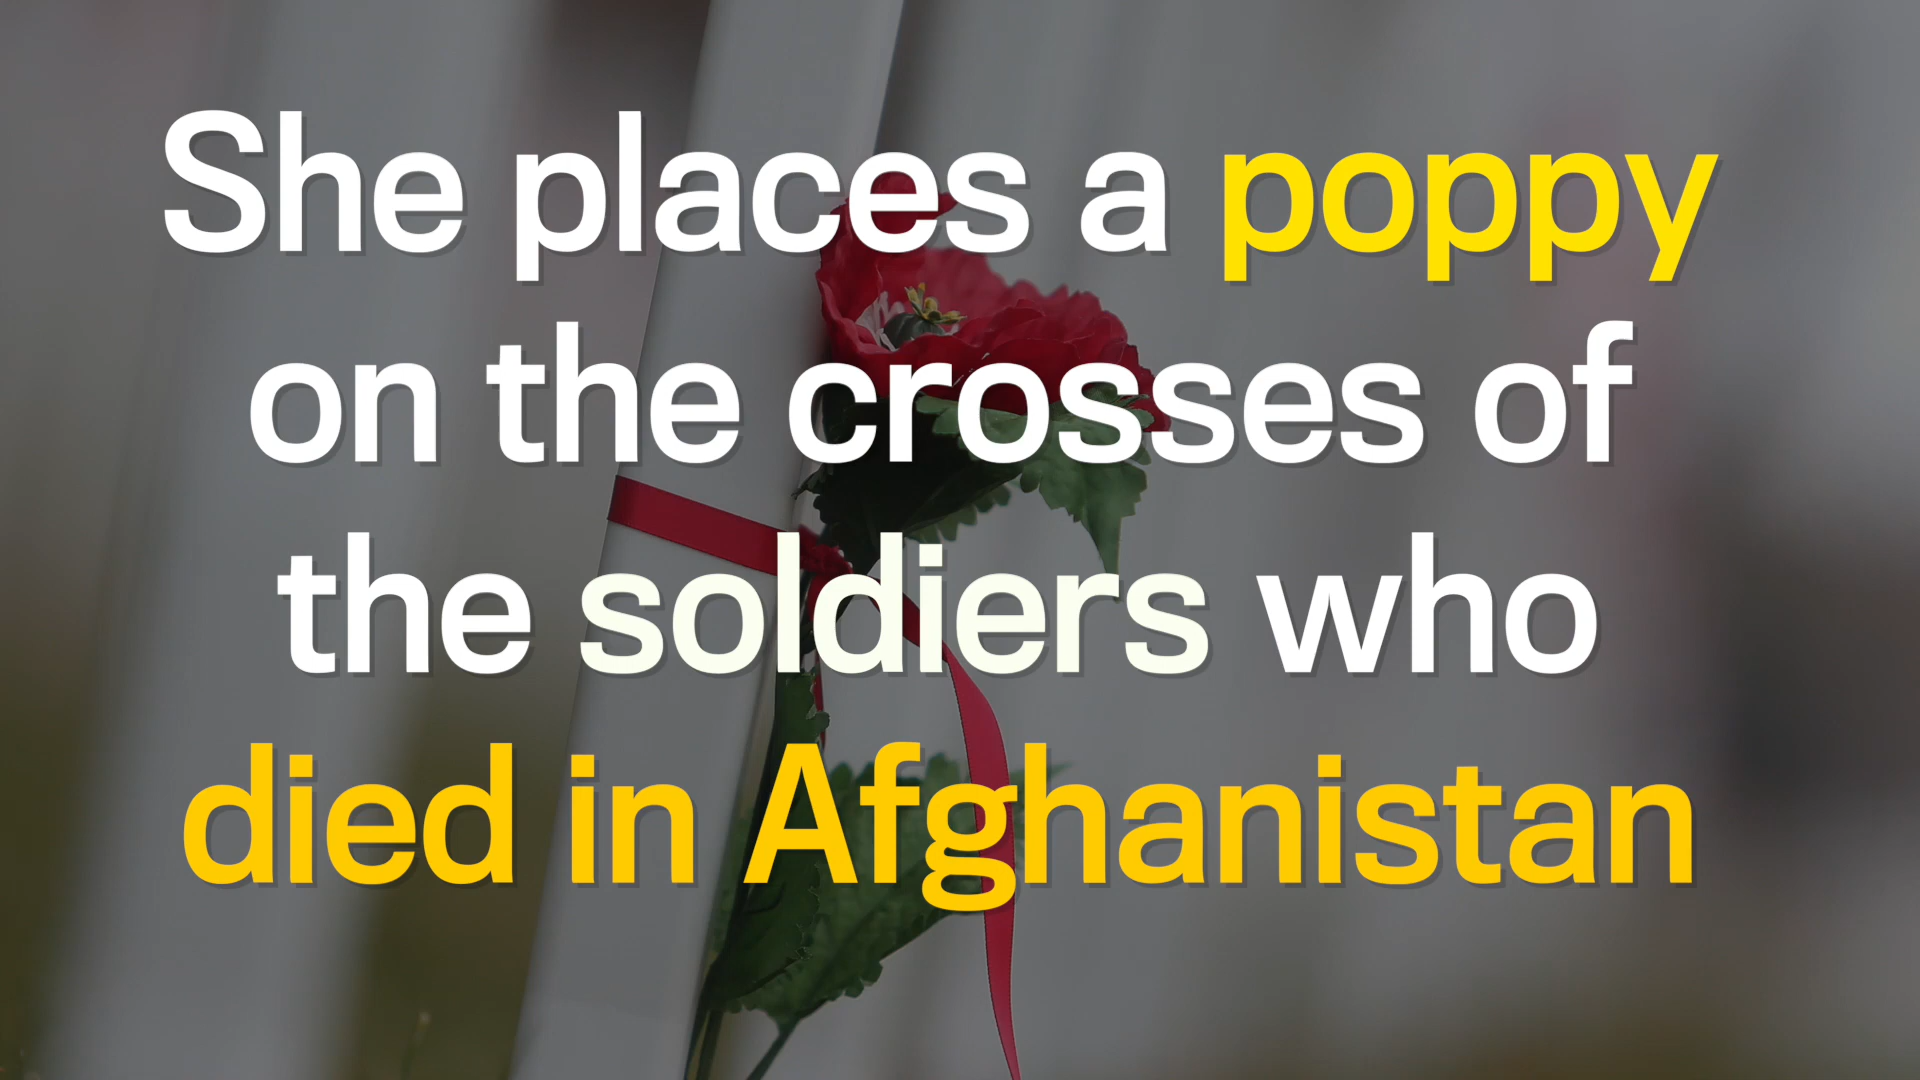 She places a poppy
on the crosses of
the soldiers who
died in Afghanistan